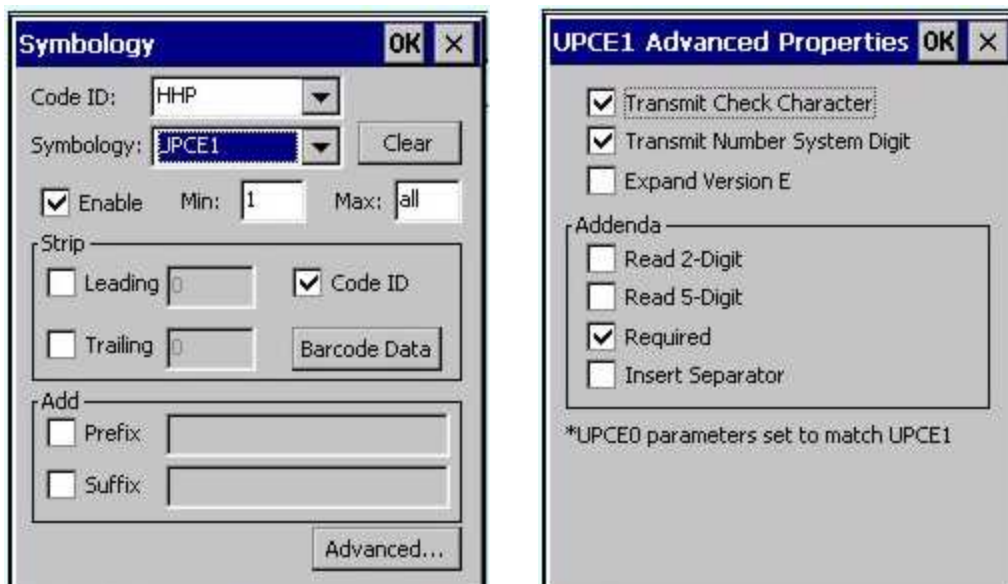 Symbology OK ×
Code ID: HHP
Symbology: UPCE1 Clear
Enable Min: 1 Max: all
Strip
Leading 0 Code ID
Trailing 0 Barcode Data
Add
Prefix
Suffix
Advanced...
UPCE1 Advanced Properties OK ×
Transmit Check Character
Transmit Number System Digit
Expand Version E
Addenda
Read 2-Digit
Read 5-Digit
Required
Insert Separator
*UPCE0 parameters set to match UPCE1